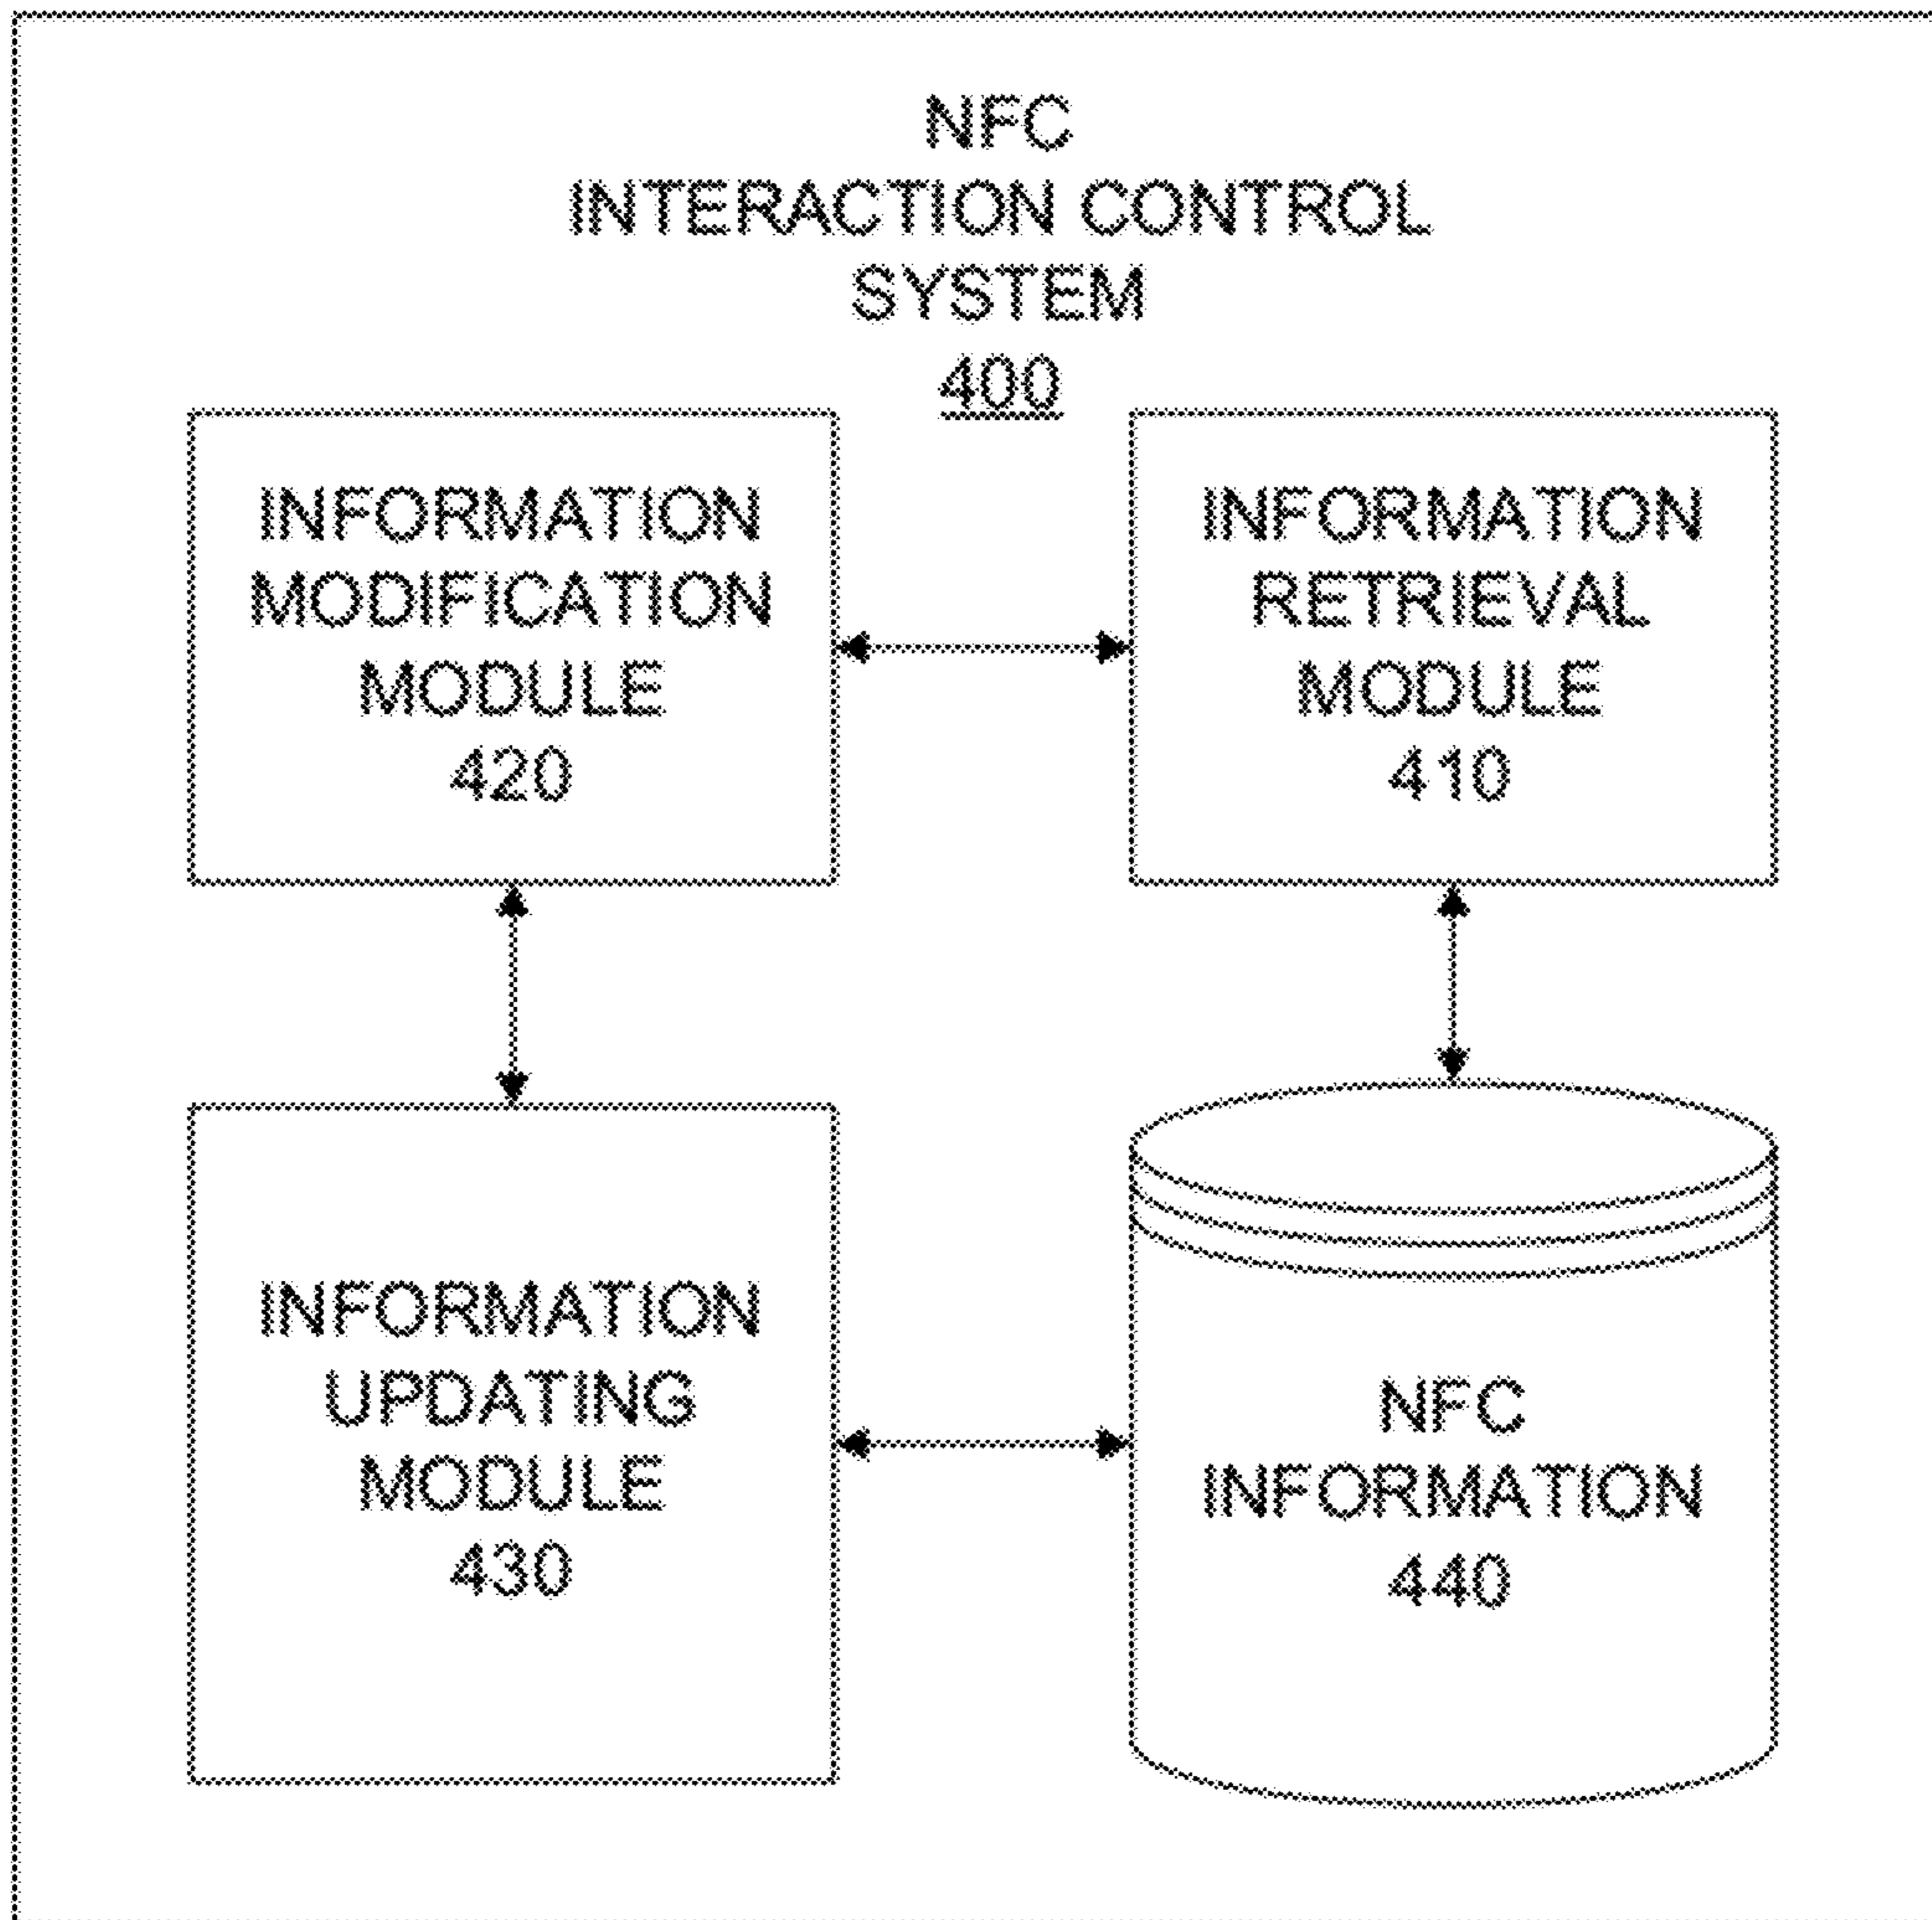 NFC
INTERACTION CONTROL
SYSTEM
400
INFORMATION
MODIFICATION
MODULE
420
INFORMATION
RETRIEVAL
MODULE
410
INFORMATION
UPDATING
MODULE
430
NFC
INFORMATION
440